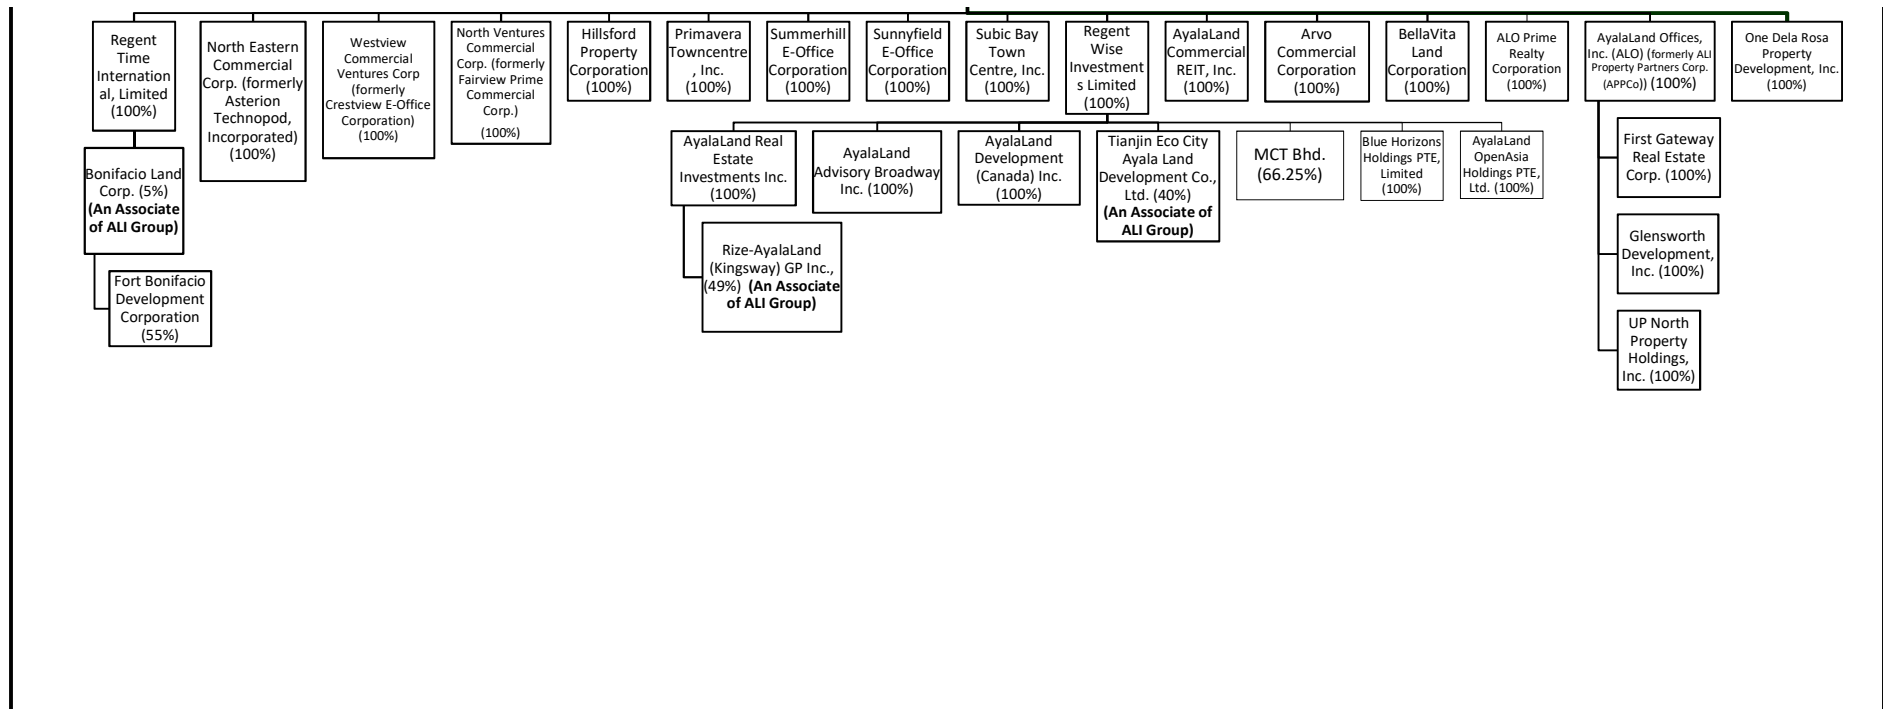 Regent
Time
Internation
al, Limited
(100%)
North Eastern
Commercial
Corp. (formerly
Asterion
Technopod,
Incorporated)
(100%)
Westview
Commercial
Ventures Corp
(formerly
Crestview E-Office
Corporation)
(100%)
North Ventures
Commercial
Corp. (formerly
Fairview Prime
Commercial
Corp.)
(100%)
Hillsford
Property
Corporation
(100%)
Primavera
Towncentre
, Inc.
(100%)
Summerhill
E-Office
Corporation
(100%)
Sunnyfield
E-Office
Corporation
(100%)
Subic Bay
Town
Centre, Inc.
(100%)
Regent
Wise
Investment
s Limited
(100%)
AyalaLand
Commercial
REIT, Inc.
(100%)
Arvo
Commercial
Corporation
(100%)
BellaVita
Land
Corporation
(100%)
ALO Prime
Realty
Corporation
(100%)
AyalaLand Offices,
Inc. (ALO) (formerly ALI
Property Partners Corp.
(APPCo)) (100%)
One Dela Rosa
Property
Development, Inc.
(100%)
Bonifacio Land
Corp. (5%)
(An Associate
of ALI Group)
Fort Bonifacio
Development
Corporation
(55%)
AyalaLand Real
Estate
Investments Inc.
(100%)
AyalaLand
Advisory Broadway
Inc. (100%)
AyalaLand
Development
(Canada) Inc.
(100%)
Tianjin Eco City
Ayala Land
Development Co.,
Ltd. (40%)
(An Associate of
ALI Group)
MCT Bhd.
(66.25%)
Blue Horizons
Holdings PTE,
Limited
(100%)
AyalaLand
OpenAsia
Holdings PTE,
Ltd. (100%)
Rize-AyalaLand
(Kingsway) GP Inc.,
(49%) (An Associate
of ALI Group)
First Gateway
Real Estate
Corp. (100%)
Glensworth
Development,
Inc. (100%)
UP North
Property
Holdings,
Inc. (100%)